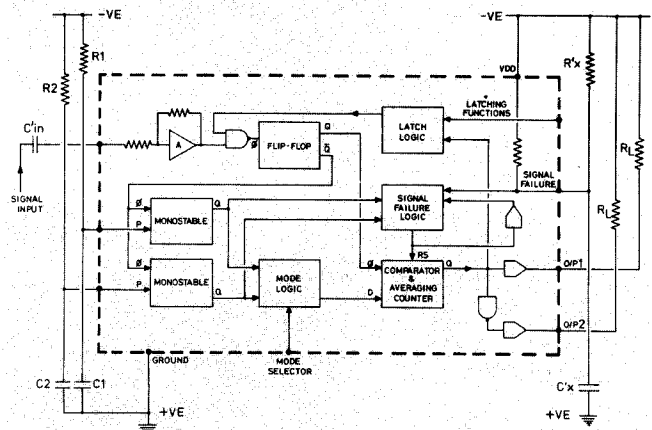 -VE
-VE
R2
R1
VDD
R'x
C'in
A
Ø
FLIP-FLOP
Q
Q̅
LATCH
LOGIC
*
LATCHING
FUNCTIONS
RL
SIGNAL
INPUT
SIGNAL
FAILURE
Ø
P
MONOSTABLE
Q
SIGNAL
FAILURE
LOGIC
RL
Ø
P
MONOSTABLE
Q
MODE
LOGIC
RS
Ø
D
COMPARATOR
&
AVERAGING
COUNTER
Q
O/P1
O/P2
GROUND
MODE
SELECTOR
C2
C1
+VE
C'x
+VE